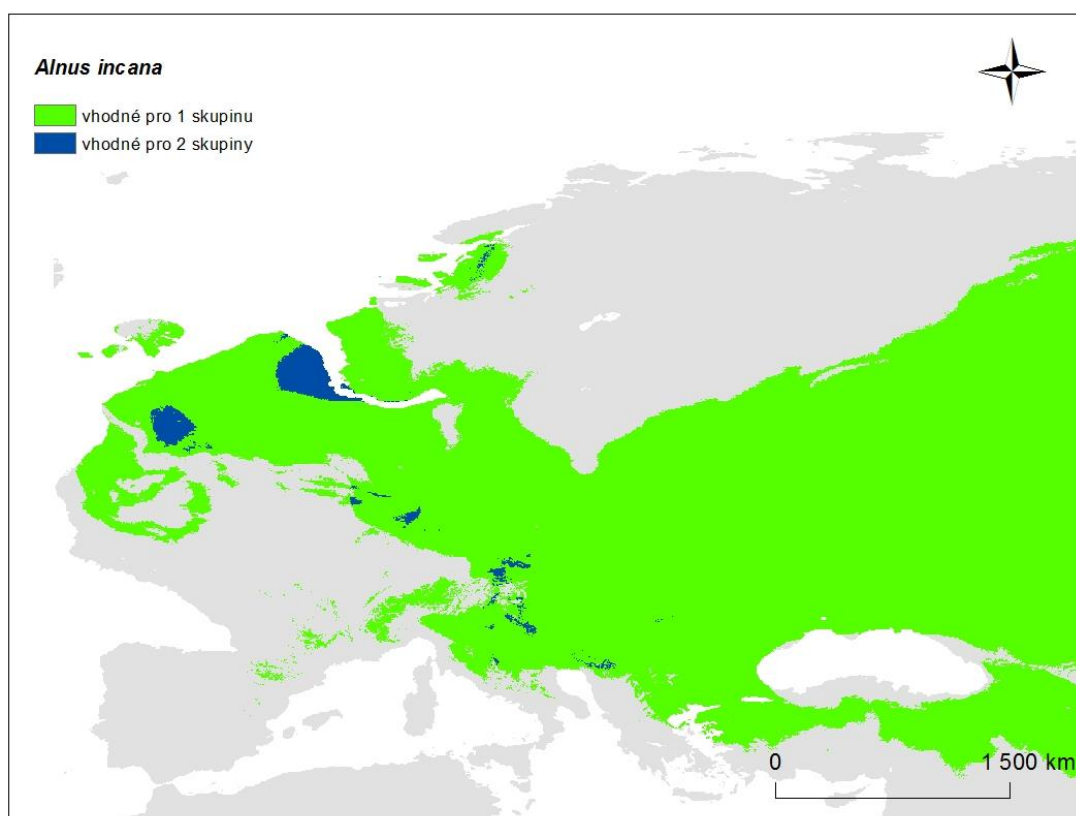 Alnus incana
vhodné pro 1 skupinu
vhodné pro 2 skupiny
0 1 500 km